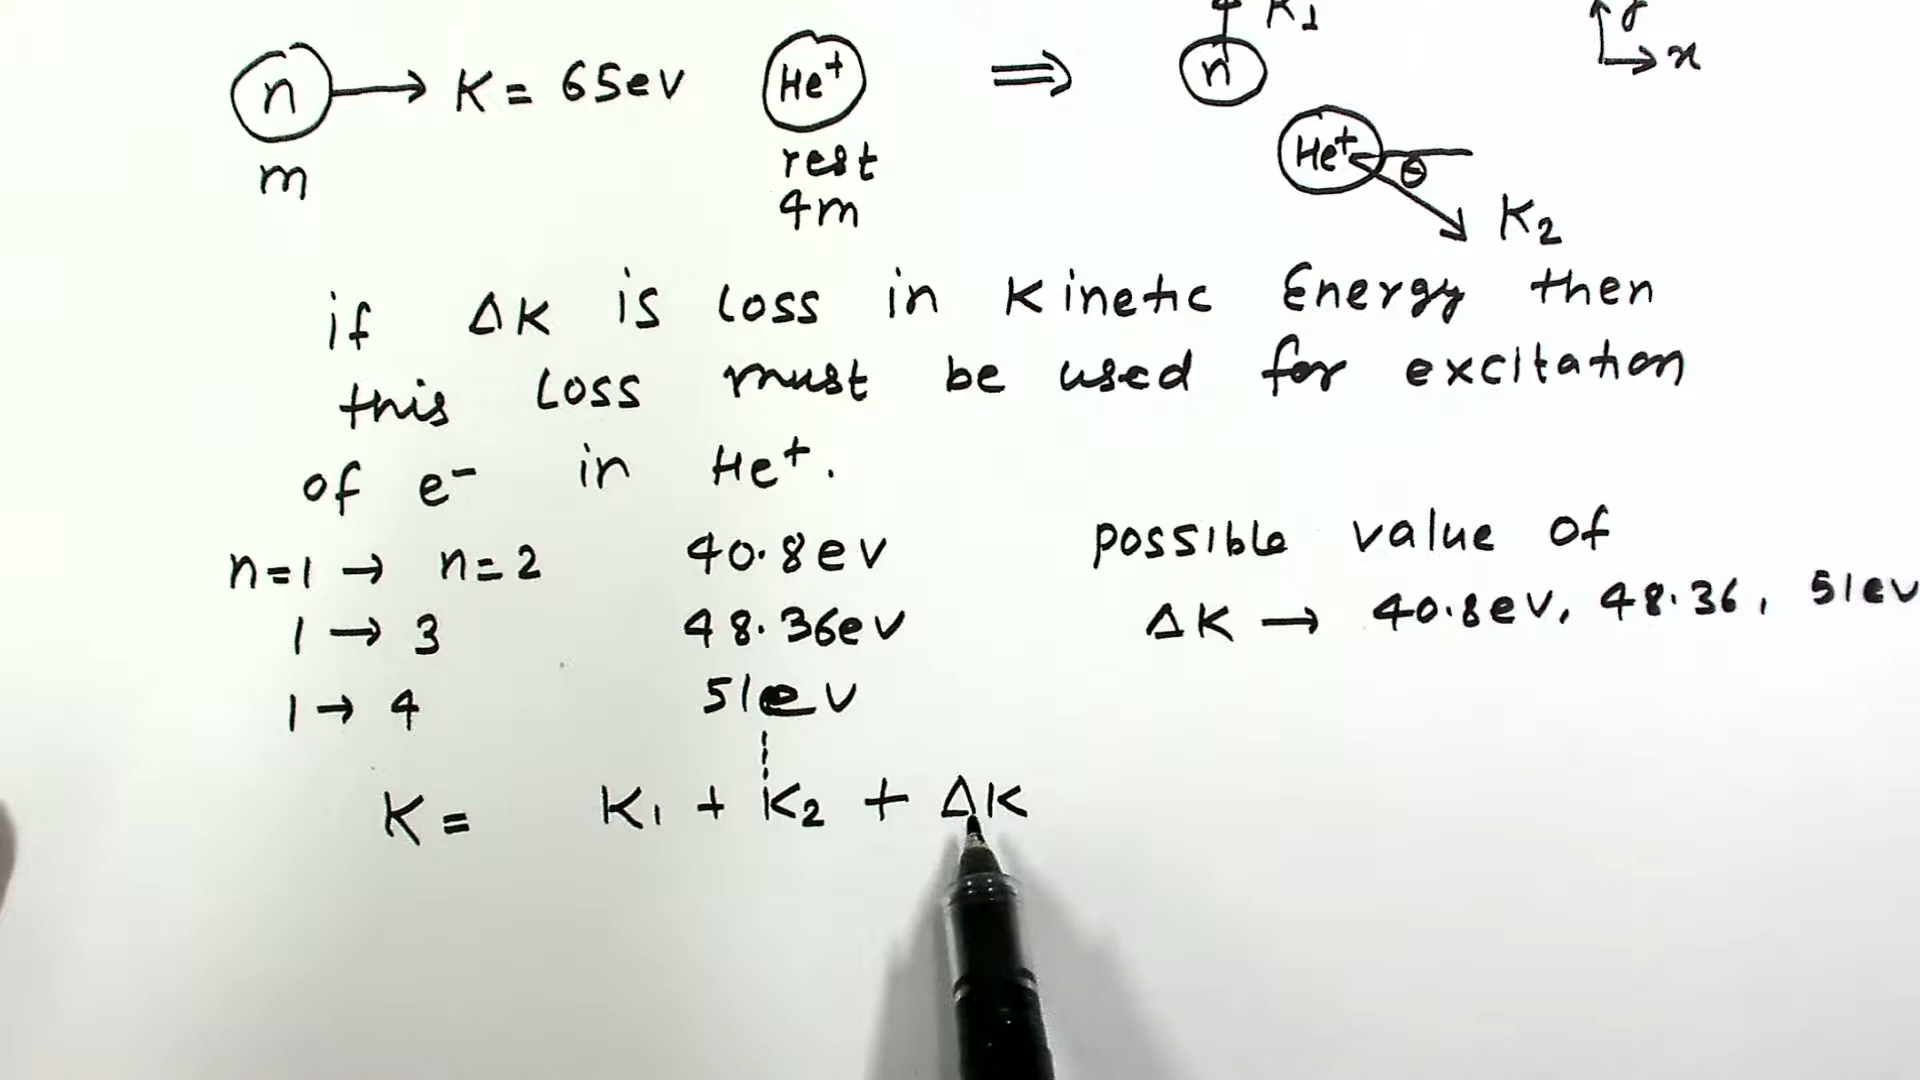 n → K = 65ev He+ ⇒ n K1 y x
m rest 4m He+ θ K2
if ΔK is loss in Kinetic Energy then
this Loss must be used for excitation
of e- in He+.
n=1 → n=2 40.8ev possible value of
1 → 3 48.36ev ΔK → 40.8ev, 48.36, 51ev
1 → 4 51ev
K = K1 + K2 + ΔK